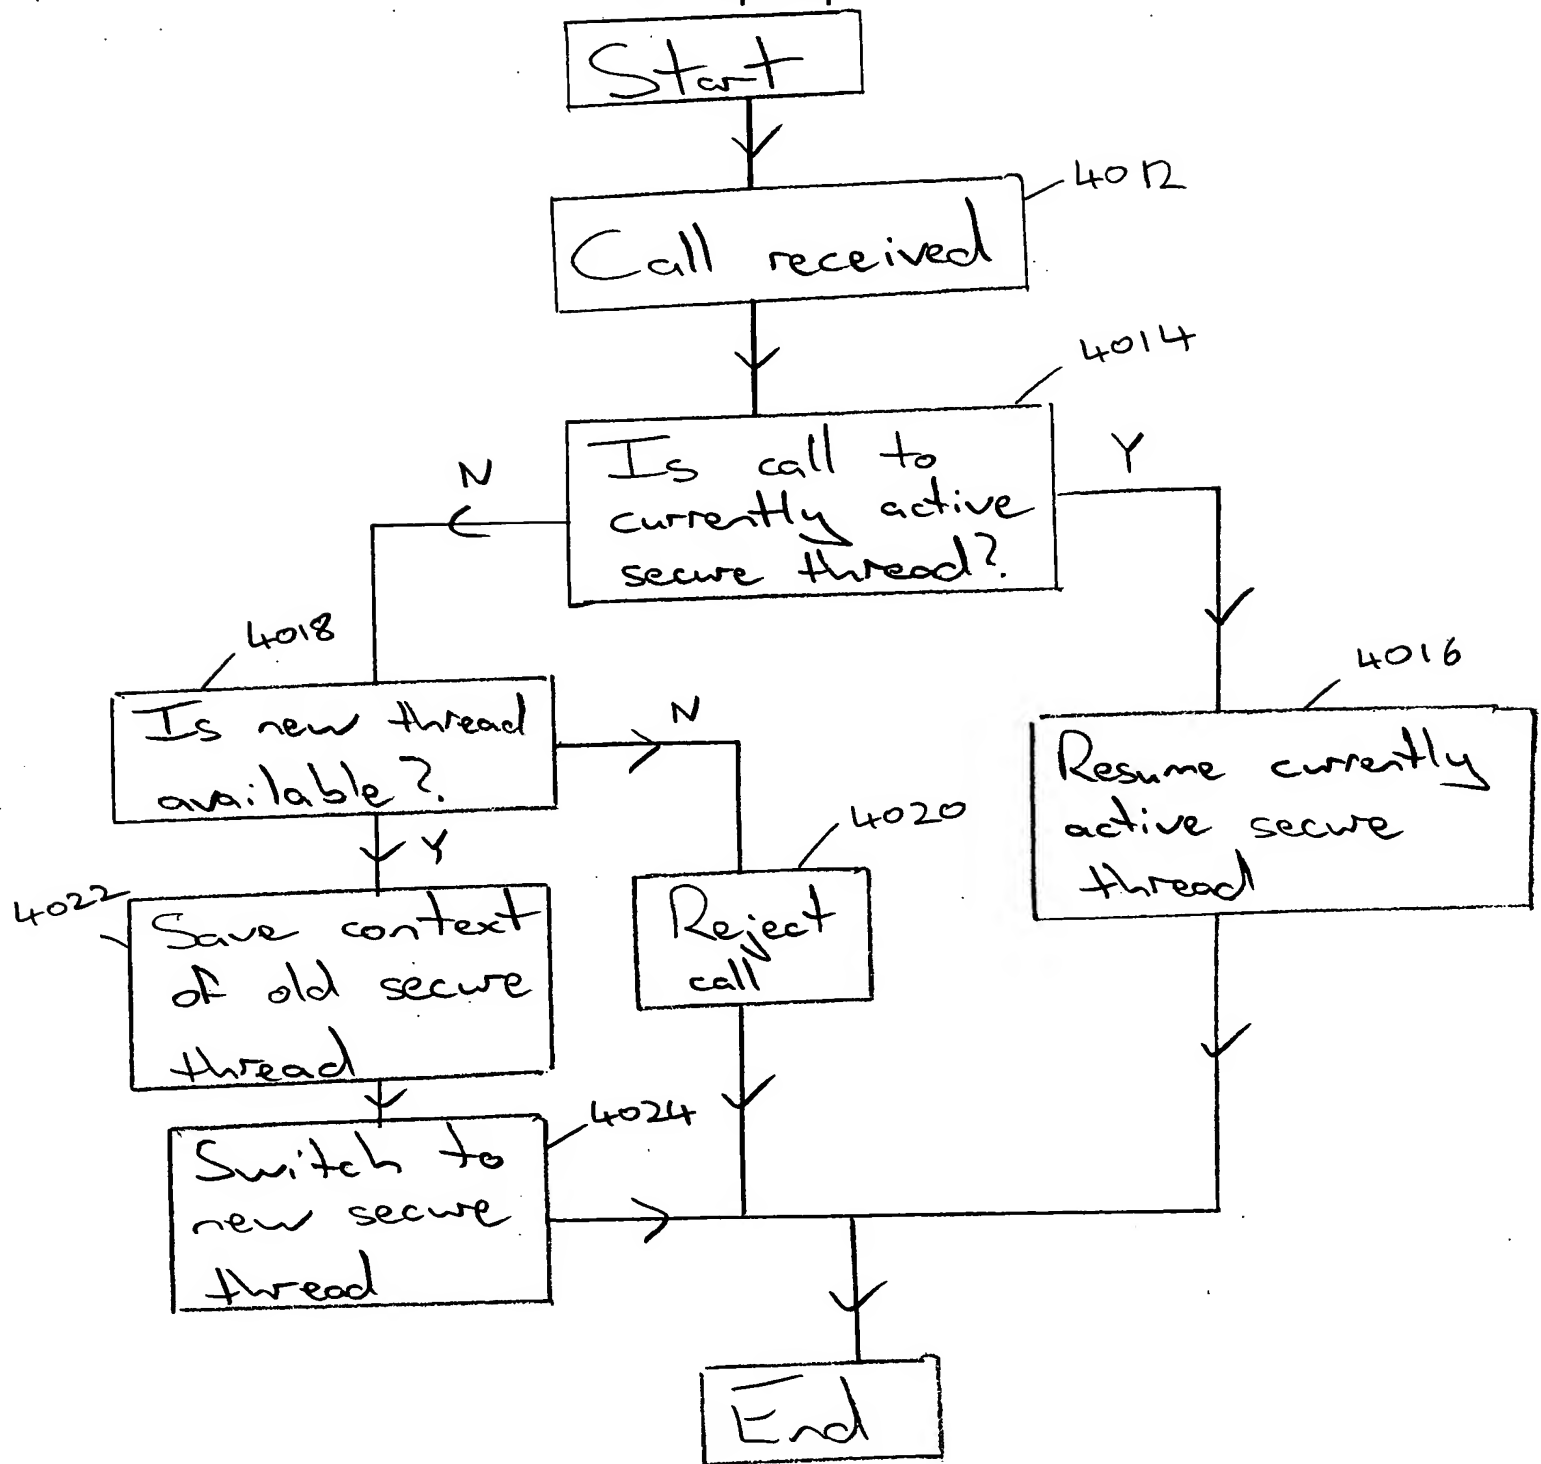 Start
4012
Call received
4014
N
Y
Is call to
currently active
secure thread?
4018
4016
Is new thread
available?
N
Resume currently
active secure
thread
4020
Y
4022
Save context
of old secure
thread
Reject
call
4024
Switch to
new secure
thread
End